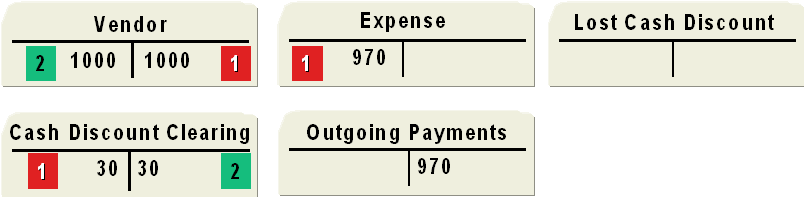 Vendor
2 1000 1000 1
Expense
1 970
Lost Cash Discount
Cash Discount Clearing
1 30 30 2
Outgoing Payments
970